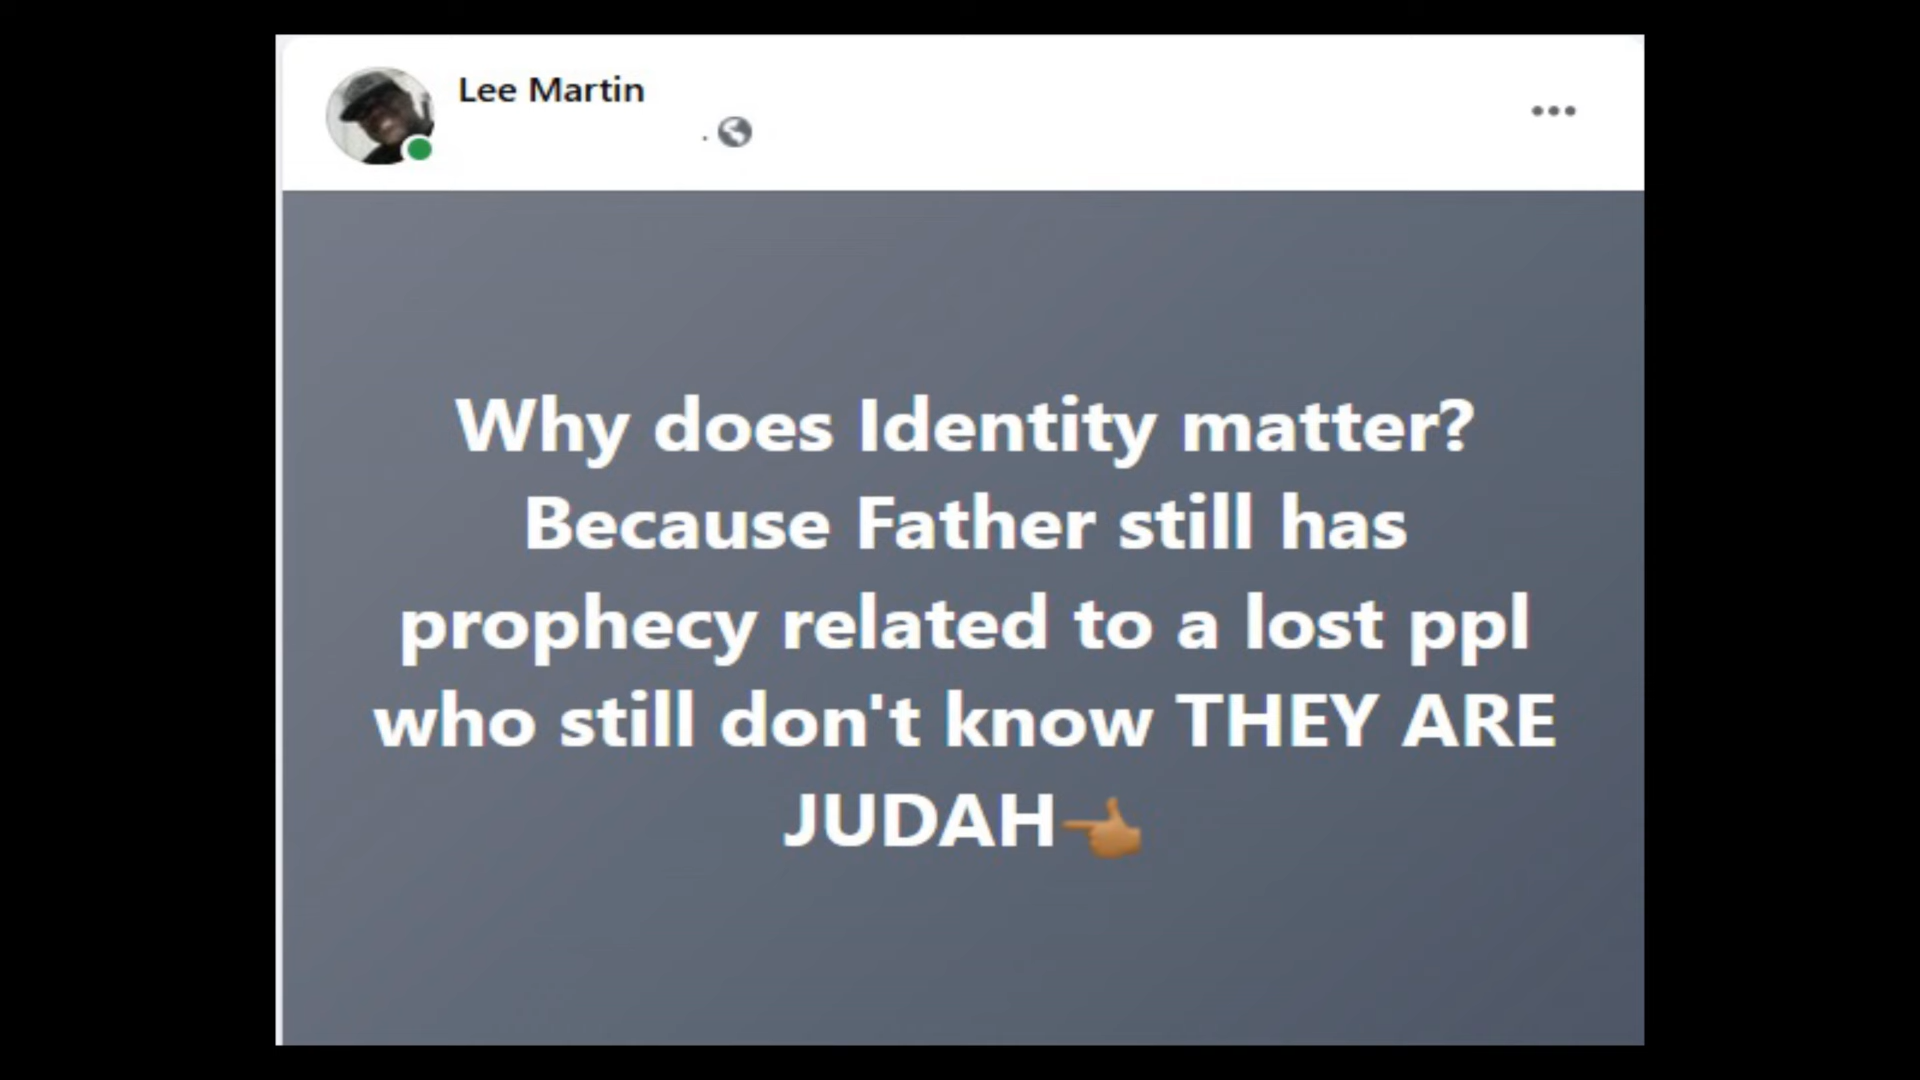 Lee Martin
Why does Identity matter?
Because Father still has
prophecy related to a lost ppl
who still don't know THEY ARE
JUDAH